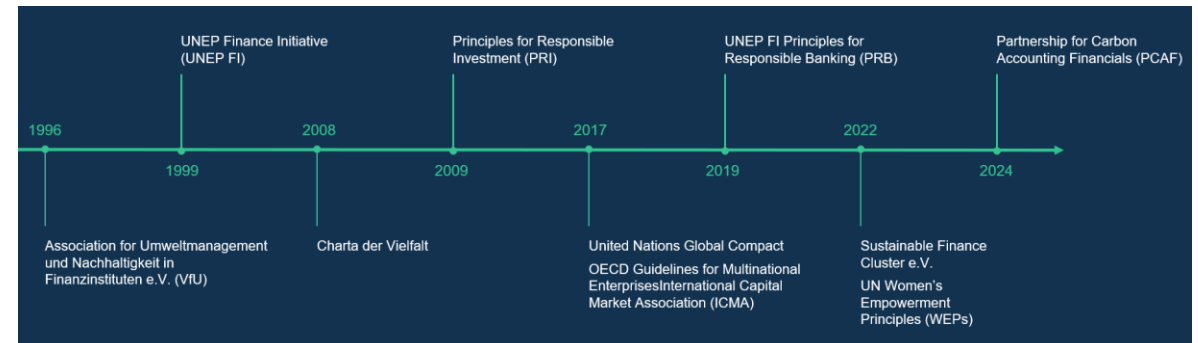 UNEP Finance Initiative
(UNEP FI)
Principles for Responsible
Investment (PRI)
UNEP FI Principles for
Responsible Banking (PRB)
Partnership for Carbon
Accounting Financials (PCAF)
1996
2008
2017
2022
1999
2009
2019
2024
Association for Umweltmanagement
und Nachhaltigkeit in
Finanzinstituten e.V. (VfU)
Charta der Vielfalt
United Nations Global Compact
OECD Guidelines for Multinational
EnterprisesInternational Capital
Market Association (ICMA)
Sustainable Finance
Cluster e.V.
UN Women's
Empowerment
Principles (WEPs)